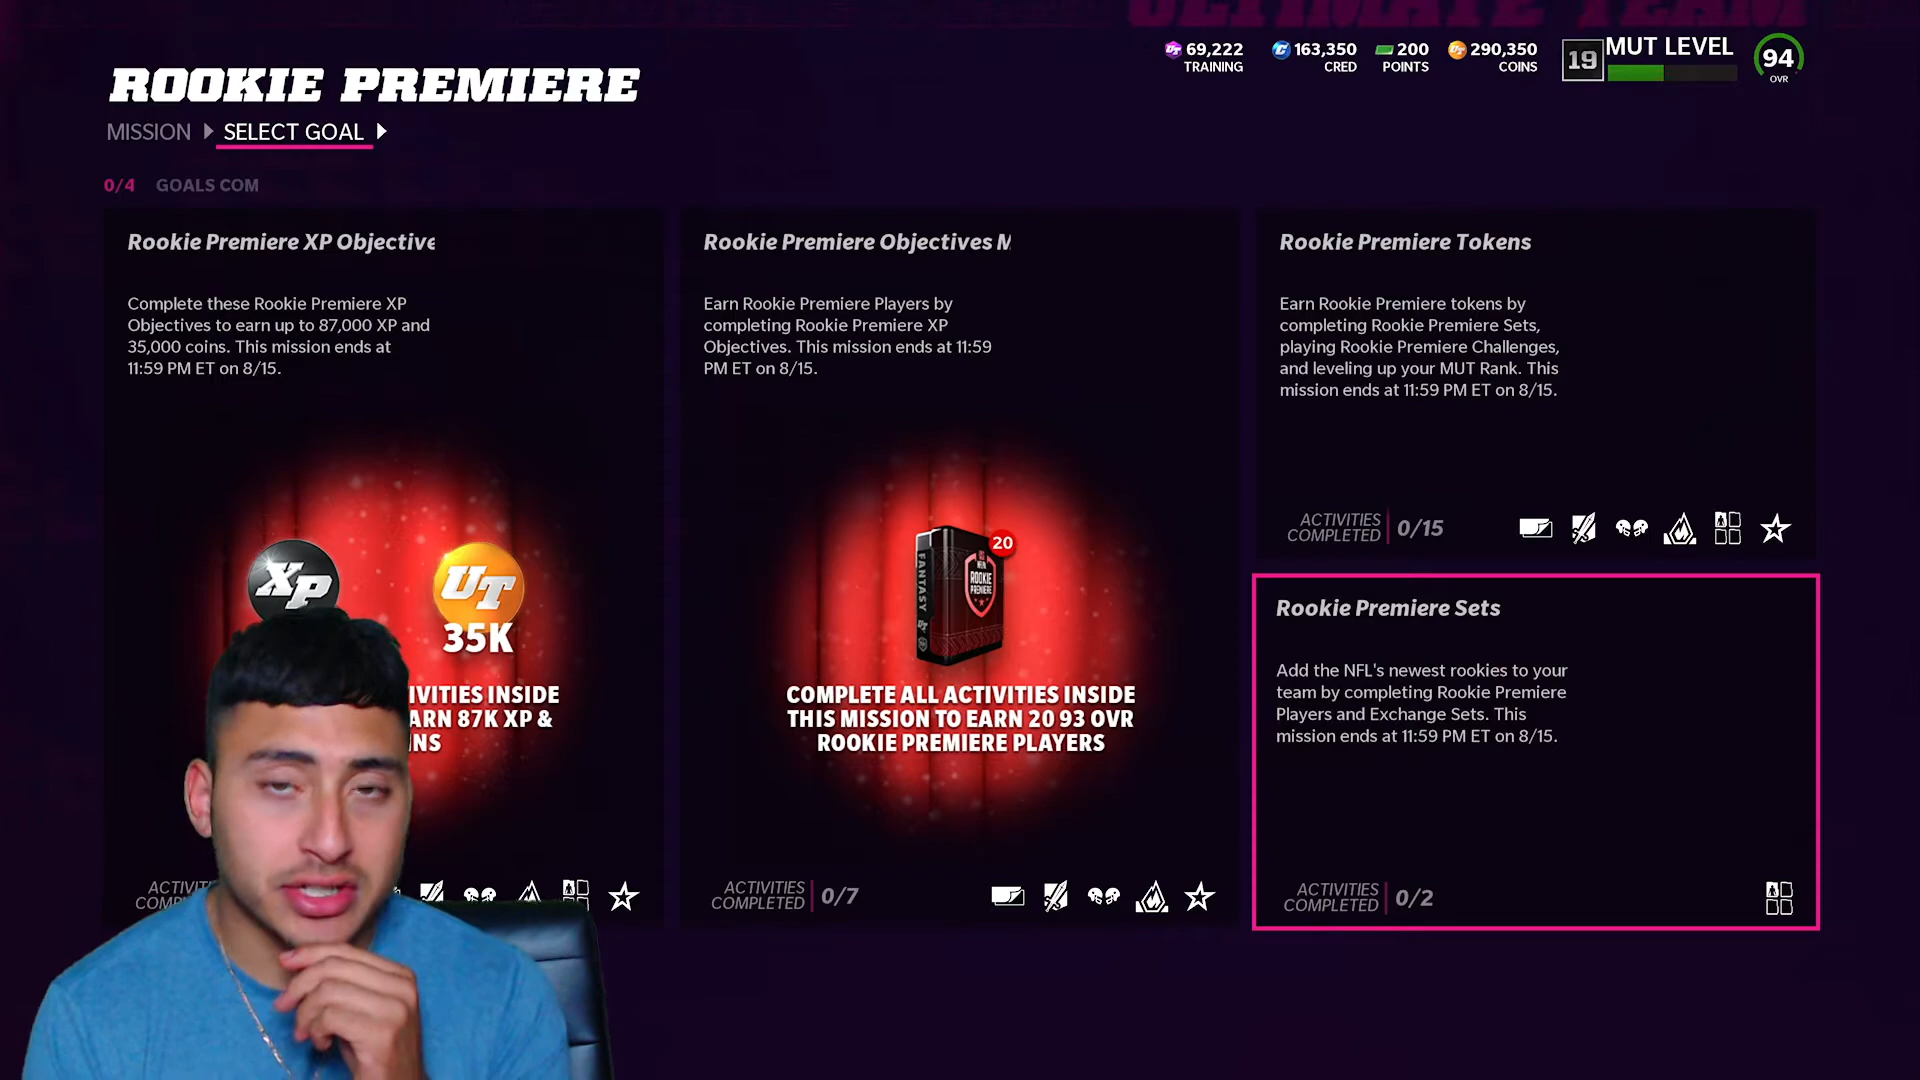 ULTIMATE TEAM
ROOKIE PREMIERE
MISSION SELECT GOAL
69,222
TRAINING
163,350
CRED
200
POINTS
290,350
COINS
19
MUT LEVEL
94
OVR
0/4 GOALS COM
Rookie Premiere XP Objective
Complete these Rookie Premiere XP
Objectives to earn up to 87,000 XP and
35,000 coins. This mission ends at
11:59 PM ET on 8/15.
XP
UT
35K
IVITIES INSIDE
ARN 87K XP &
INS
ACTIVIT
COMP
Rookie Premiere Objectives M
Earn Rookie Premiere Players by
completing Rookie Premiere XP
Objectives. This mission ends at 11:59
PM ET on 8/15.
20
FANTASY
UT
ROOKIE
PREMIERE
COMPLETE ALL ACTIVITIES INSIDE
THIS MISSION TO EARN 20 93 OVR
ROOKIE PREMIERE PLAYERS
ACTIVITIES
COMPLETED
0/7
Rookie Premiere Tokens
Earn Rookie Premiere tokens by
completing Rookie Premiere Sets,
playing Rookie Premiere Challenges,
and leveling up your MUT Rank. This
mission ends at 11:59 PM ET on 8/15.
ACTIVITIES
COMPLETED
0/15
Rookie Premiere Sets
Add the NFL's newest rookies to your
team by completing Rookie Premiere
Players and Exchange Sets. This
mission ends at 11:59 PM ET on 8/15.
ACTIVITIES
COMPLETED
0/2